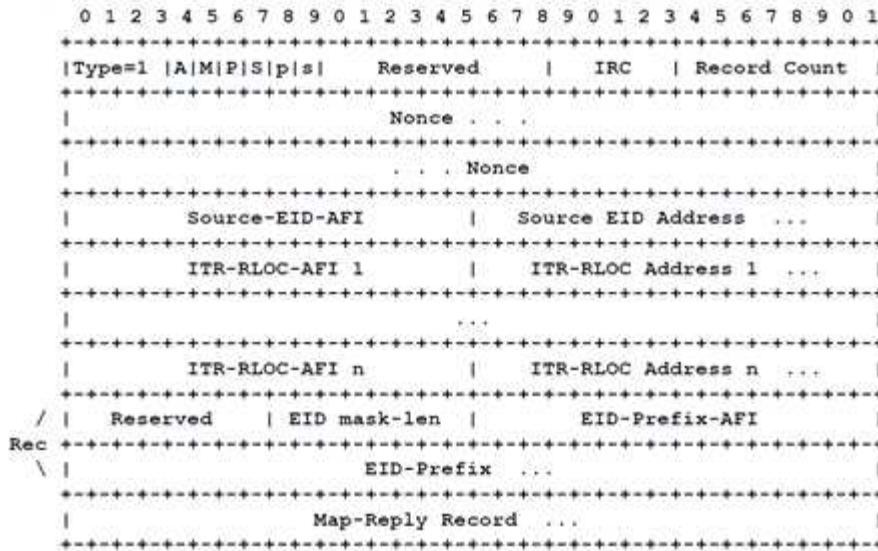 0 1 2 3 4 5 6 7 8 9 0 1 2 3 4 5 6 7 8 9 0 1 2 3 4 5 6 7 8 9 0 1
+-+-+-+-+-+-+-+-+-+-+-+-+-+-+-+-+-+-+-+-+-+-+-+-+-+-+-+-+-+-+-+-+
|Type=1 |A|M|P|S|p|s|    Reserved     |   IRC   | Record Count  |
+-+-+-+-+-+-+-+-+-+-+-+-+-+-+-+-+-+-+-+-+-+-+-+-+-+-+-+-+-+-+-+-+
|                         Nonce . . .                           |
+-+-+-+-+-+-+-+-+-+-+-+-+-+-+-+-+-+-+-+-+-+-+-+-+-+-+-+-+-+-+-+-+
|                         . . . Nonce                           |
+-+-+-+-+-+-+-+-+-+-+-+-+-+-+-+-+-+-+-+-+-+-+-+-+-+-+-+-+-+-+-+-+
|         Source-EID-AFI        |   Source EID Address  ...     |
+-+-+-+-+-+-+-+-+-+-+-+-+-+-+-+-+-+-+-+-+-+-+-+-+-+-+-+-+-+-+-+-+
|         ITR-RLOC-AFI 1        |    ITR-RLOC Address 1  ...    |
+-+-+-+-+-+-+-+-+-+-+-+-+-+-+-+-+-+-+-+-+-+-+-+-+-+-+-+-+-+-+-+-+
|                              ...                              |
+-+-+-+-+-+-+-+-+-+-+-+-+-+-+-+-+-+-+-+-+-+-+-+-+-+-+-+-+-+-+-+-+
|         ITR-RLOC-AFI n        |    ITR-RLOC Address n  ...    |
+-+-+-+-+-+-+-+-+-+-+-+-+-+-+-+-+-+-+-+-+-+-+-+-+-+-+-+-+-+-+-+-+
/ |   Reserved    | EID mask-len  |        EID-Prefix-AFI         |
Rec +-+-+-+-+-+-+-+-+-+-+-+-+-+-+-+-+-+-+-+-+-+-+-+-+-+-+-+-+-+-+-+-+
\ |                       EID-Prefix  ...                         |
+-+-+-+-+-+-+-+-+-+-+-+-+-+-+-+-+-+-+-+-+-+-+-+-+-+-+-+-+-+-+-+-+
|                   Map-Reply Record  ...                       |
+-+-+-+-+-+-+-+-+-+-+-+-+-+-+-+-+-+-+-+-+-+-+-+-+-+-+-+-+-+-+-+-+